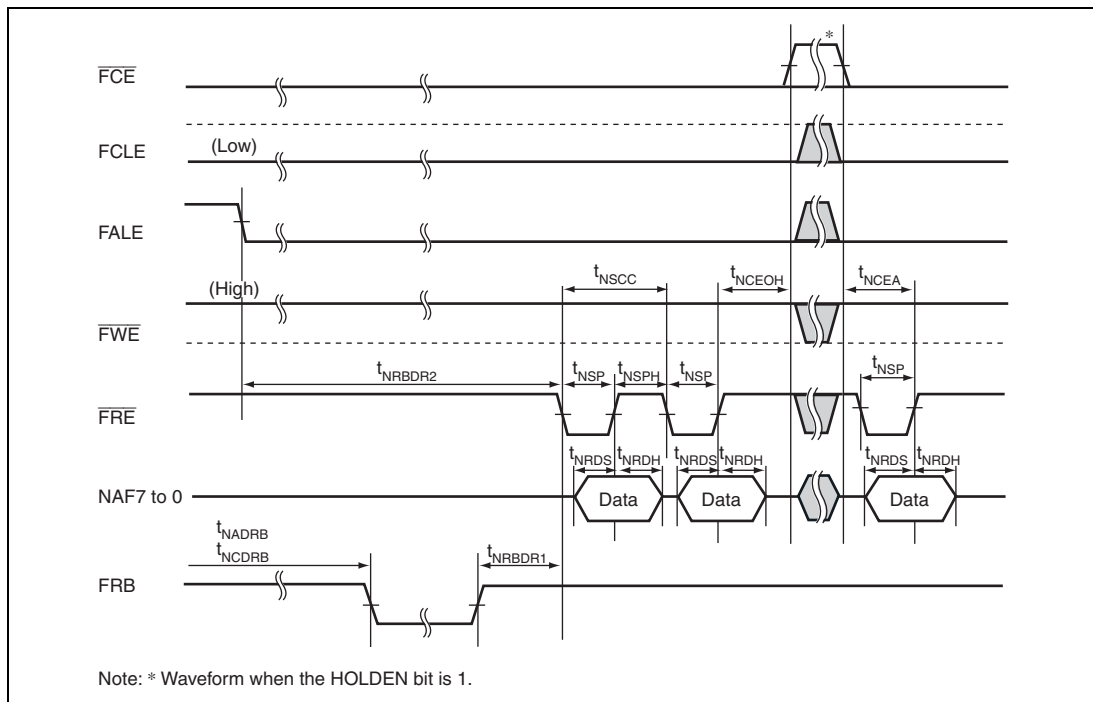 *
FCE
FCLE (Low)
FALE
(High)
FWE
tNSCC tNCEOH tNCEA
tNRBDR2 tNSP tNSPH tNSP tNSP
FRE
tNRDS tNRDH tNRDS tNRDH tNRDS tNRDH
NAF7 to 0 Data Data Data
tNADRB
tNCDRB tNRBDR1
FRB
Note: * Waveform when the HOLDEN bit is 1.